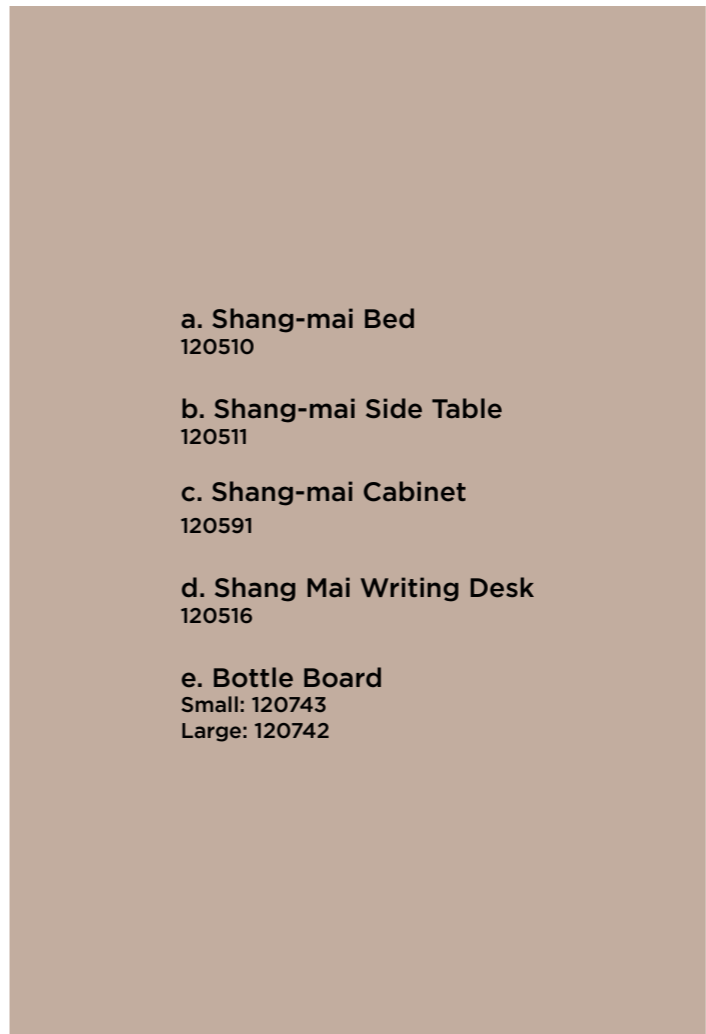 a. Shang-mai Bed
120510
b. Shang-mai Side Table
120511
c. Shang-mai Cabinet
120591
d. Shang Mai Writing Desk
120516
e. Bottle Board
Small: 120743
Large: 120742